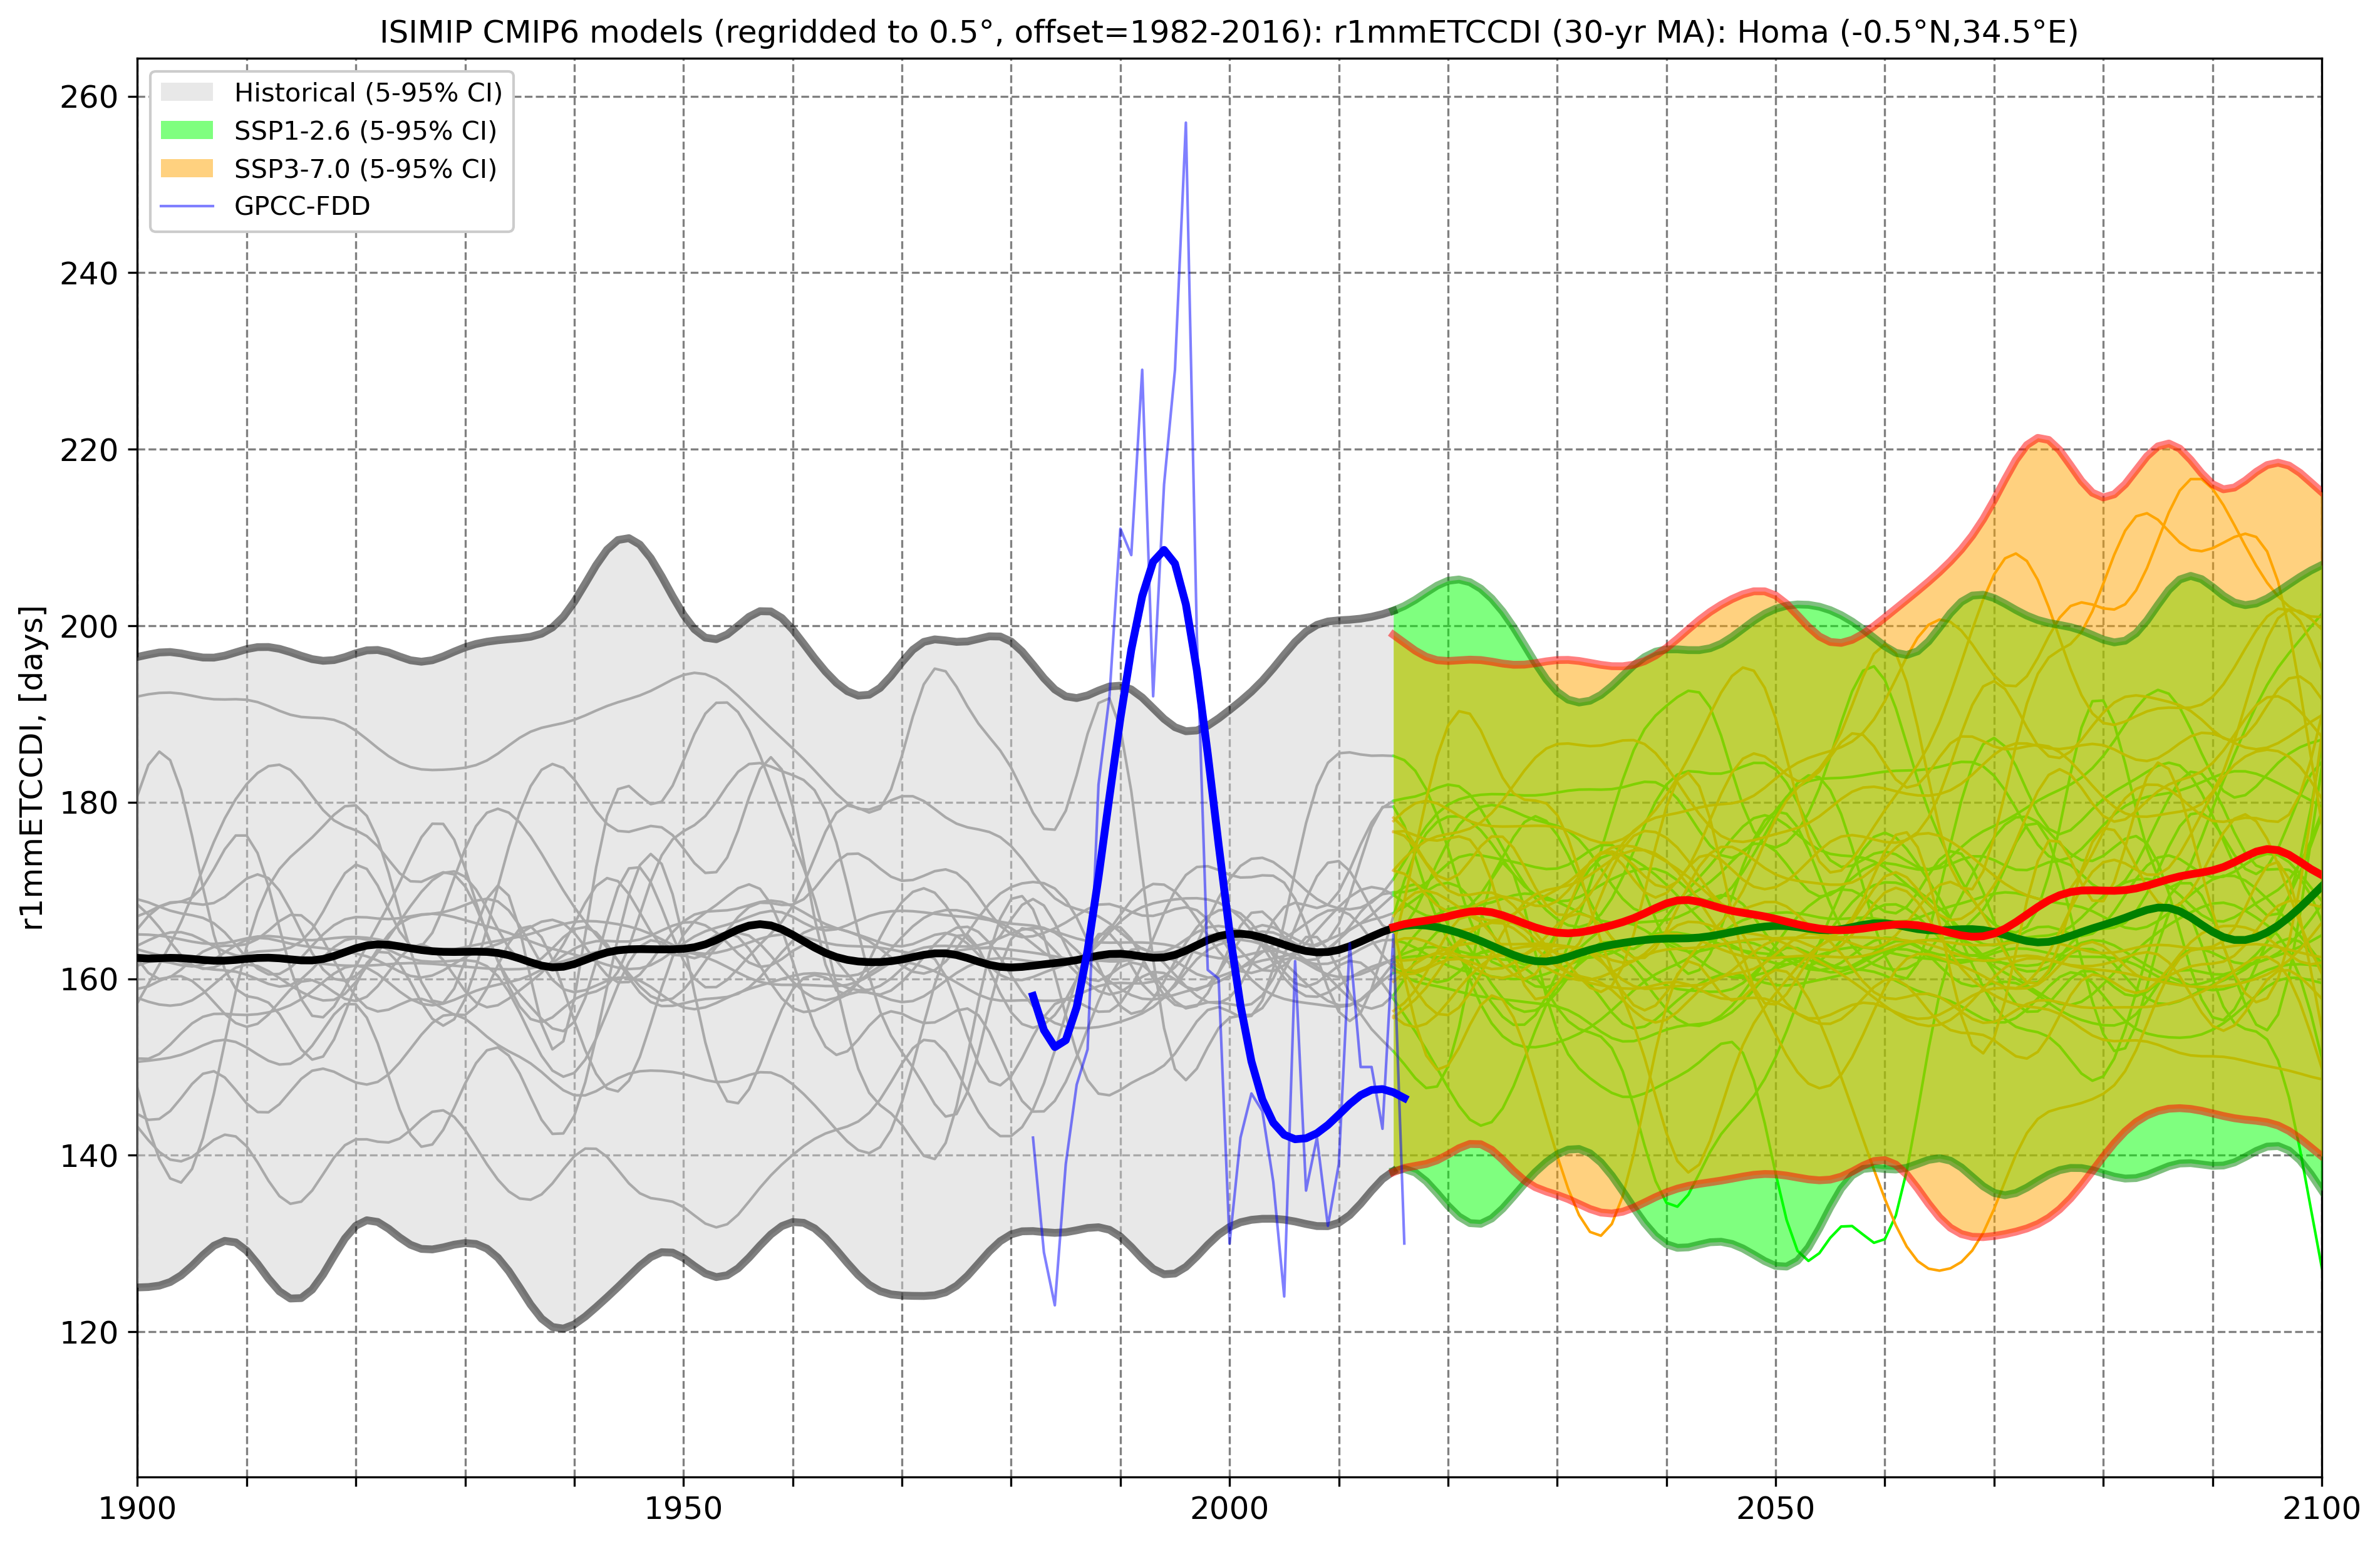 ISIMIP CMIP6 models (regridded to 0.5°, offset=1982-2016): r1mmETCCDI (30-yr MA): Homa (-0.5°N,34.5°E)
Historical (5-95% CI)
SSP1-2.6 (5-95% CI)
SSP3-7.0 (5-95% CI)
GPCC-FDD
r1mmETCCDI, [days]
260
240
220
200
180
160
140
120
1900
1950
2000
2050
2100